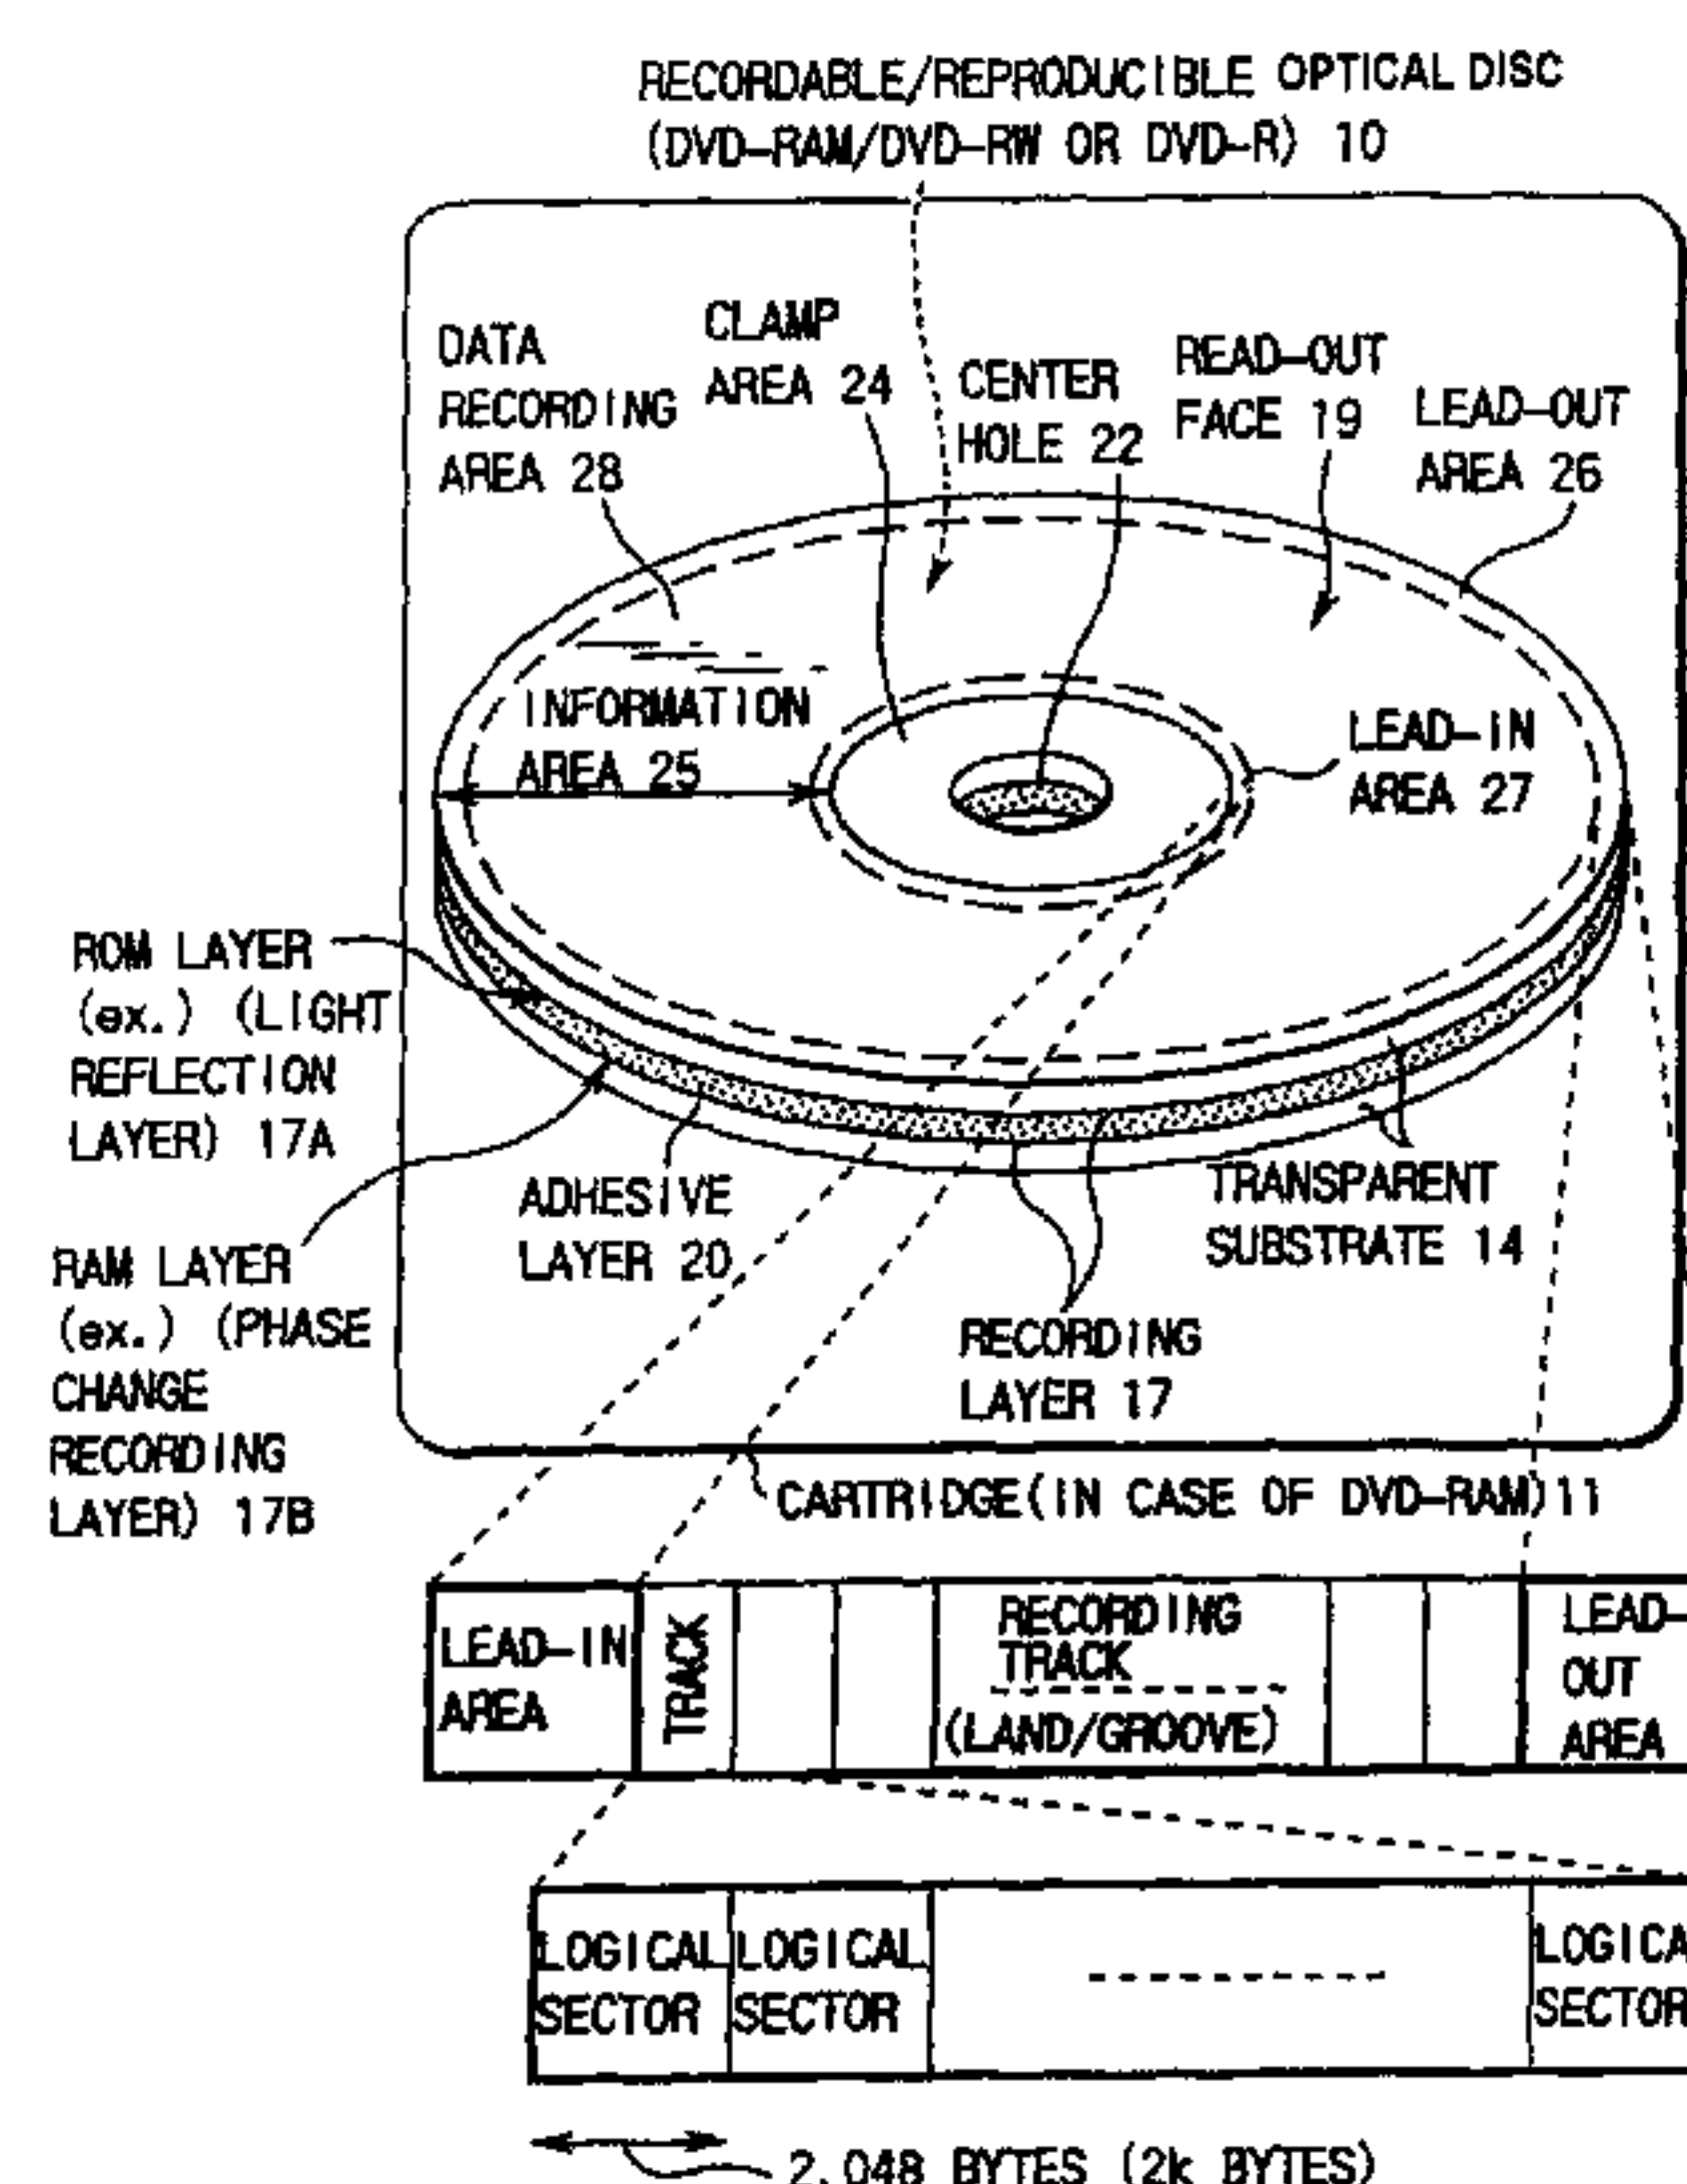 RECORDABLE/REPRODUCIBLE OPTICAL DISC
(DVD-RAM/DVD-RW OR DVD-R) 10
DATA
RECORDING
AREA 28
CLAMP
AREA 24
CENTER
HOLE 22
READ-OUT
FACE 19
LEAD-OUT
AREA 26
INFORMATION
AREA 25
LEAD-IN
AREA 27
ROM LAYER
(ex.) (LIGHT
REFLECTION
LAYER) 17A
RAM LAYER
(ex.) (PHASE
CHANGE
RECORDING
LAYER) 17B
ADHESIVE
LAYER 20
TRANSPARENT
SUBSTRATE 14
RECORDING
LAYER 17
CARTRIDGE(IN CASE OF DVD-RAM)11
LEAD-IN
AREA
TRACK
RECORDING
TRACK
(LAND/GROOVE)
LEAD-
OUT
AREA
LOGICAL
SECTOR
LOGICAL
SECTOR
LOGICA
SECTOR
2,048 BYTES (2k BYTES)